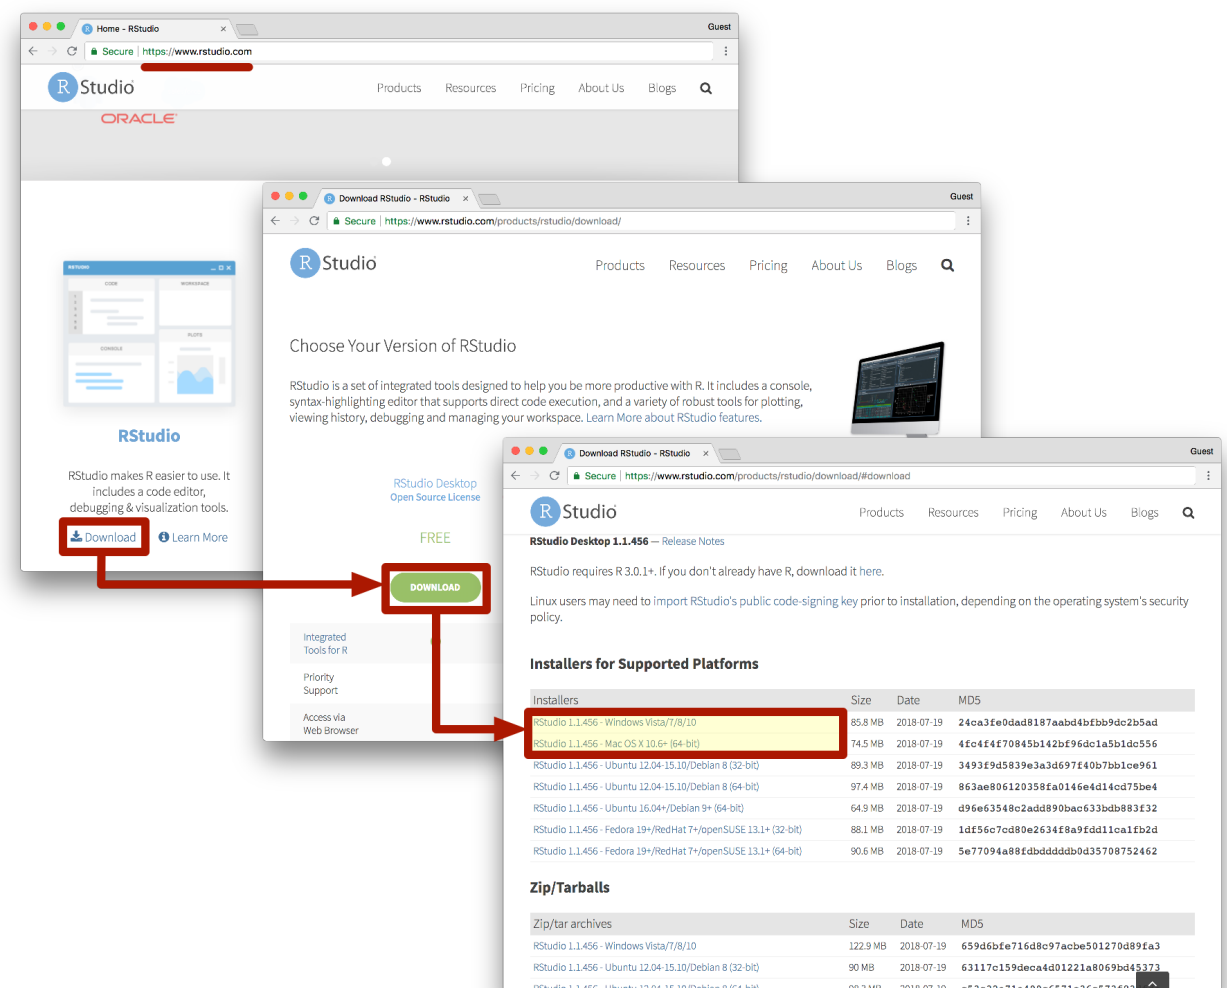 Home - RStudio
Guest
Secure
https://www.rstudio.com
R Studio
Products
Resources
Pricing
About Us
Blogs
ORACLE
RSTUDIO
CODE
WORKSPACE
PLOTS
CONSOLE
RStudio
RStudio makes R easier to use. It
includes a code editor,
debugging & visualization tools.
Download
Learn More
Download RStudio - RStudio
Guest
Secure
https://www.rstudio.com/products/rstudio/download/
R Studio
Products
Resources
Pricing
About Us
Blogs
Choose Your Version of RStudio
RStudio is a set of integrated tools designed to help you be more productive with R. It includes a console,
syntax-highlighting editor that supports direct code execution, and a variety of robust tools for plotting,
viewing history, debugging and managing your workspace. Learn More about RStudio features.
RStudio Desktop
Open Source License
FREE
DOWNLOAD
Integrated
Tools for R
Priority
Support
Access via
Web Browser
Download RStudio - RStudio
Guest
Secure
https://www.rstudio.com/products/rstudio/download/#download
R Studio
Products
Resources
Pricing
About Us
Blogs
RStudio Desktop 1.1.456 — Release Notes
RStudio requires R 3.0.1+. If you don't already have R, download it here.
Linux users may need to import RStudio's public code-signing key prior to installation, depending on the operating system's security
policy.
Installers for Supported Platforms
Installers Size Date MD5
RStudio 1.1.456 - Windows Vista/7/8/10 85.8 MB 2018-07-19 24ca3fe0dad8187aabd4bfbb9dc2b5ad
RStudio 1.1.456 - Mac OS X 10.6+ (64-bit) 74.5 MB 2018-07-19 4fc4f4f70845b142bf96dc1a5b1dc556
RStudio 1.1.456 - Ubuntu 12.04-15.10/Debian 8 (32-bit) 89.3 MB 2018-07-19 3493f9d5839e3a3d697f40b7bb1ce961
RStudio 1.1.456 - Ubuntu 12.04-15.10/Debian 8 (64-bit) 97.4 MB 2018-07-19 863ae806120358fa0146e4d14cd75be4
RStudio 1.1.456 - Ubuntu 16.04+/Debian 9+ (64-bit) 64.9 MB 2018-07-19 d96e63548c2add890bac633bdb883f32
RStudio 1.1.456 - Fedora 19+/RedHat 7+/openSUSE 13.1+ (32-bit) 88.1 MB 2018-07-19 1df56c7cd80e2634f8a9fdd11ca1fb2d
RStudio 1.1.456 - Fedora 19+/RedHat 7+/openSUSE 13.1+ (64-bit) 90.6 MB 2018-07-19 5e77094a88fdbdddddb0d35708752462
Zip/Tarballs
Zip/tar archives Size Date MD5
RStudio 1.1.456 - Windows Vista/7/8/10 122.9 MB 2018-07-19 659d6bfe716d8c97acbe501270d89fa3
RStudio 1.1.456 - Ubuntu 12.04-15.10/Debian 8 (32-bit) 90 MB 2018-07-19 63117c159deca4d01221a8069bd45373